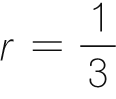 r = 1/3